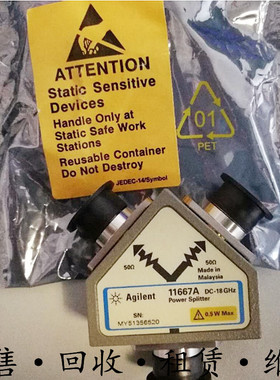 ATTENTION
Static Sensitive
Devices
Handle Only at
Static Safe Work
Stations
Reusable Container
Do Not Destroy
JEDEC-14/Symbol
01
PET
50Ω
50Ω
Made in
Malaysia
Agilent
11667A
DC-18 GHz
Power Splitter
SN:
MY51356620
0.5 W Max
售·回收·租赁·维